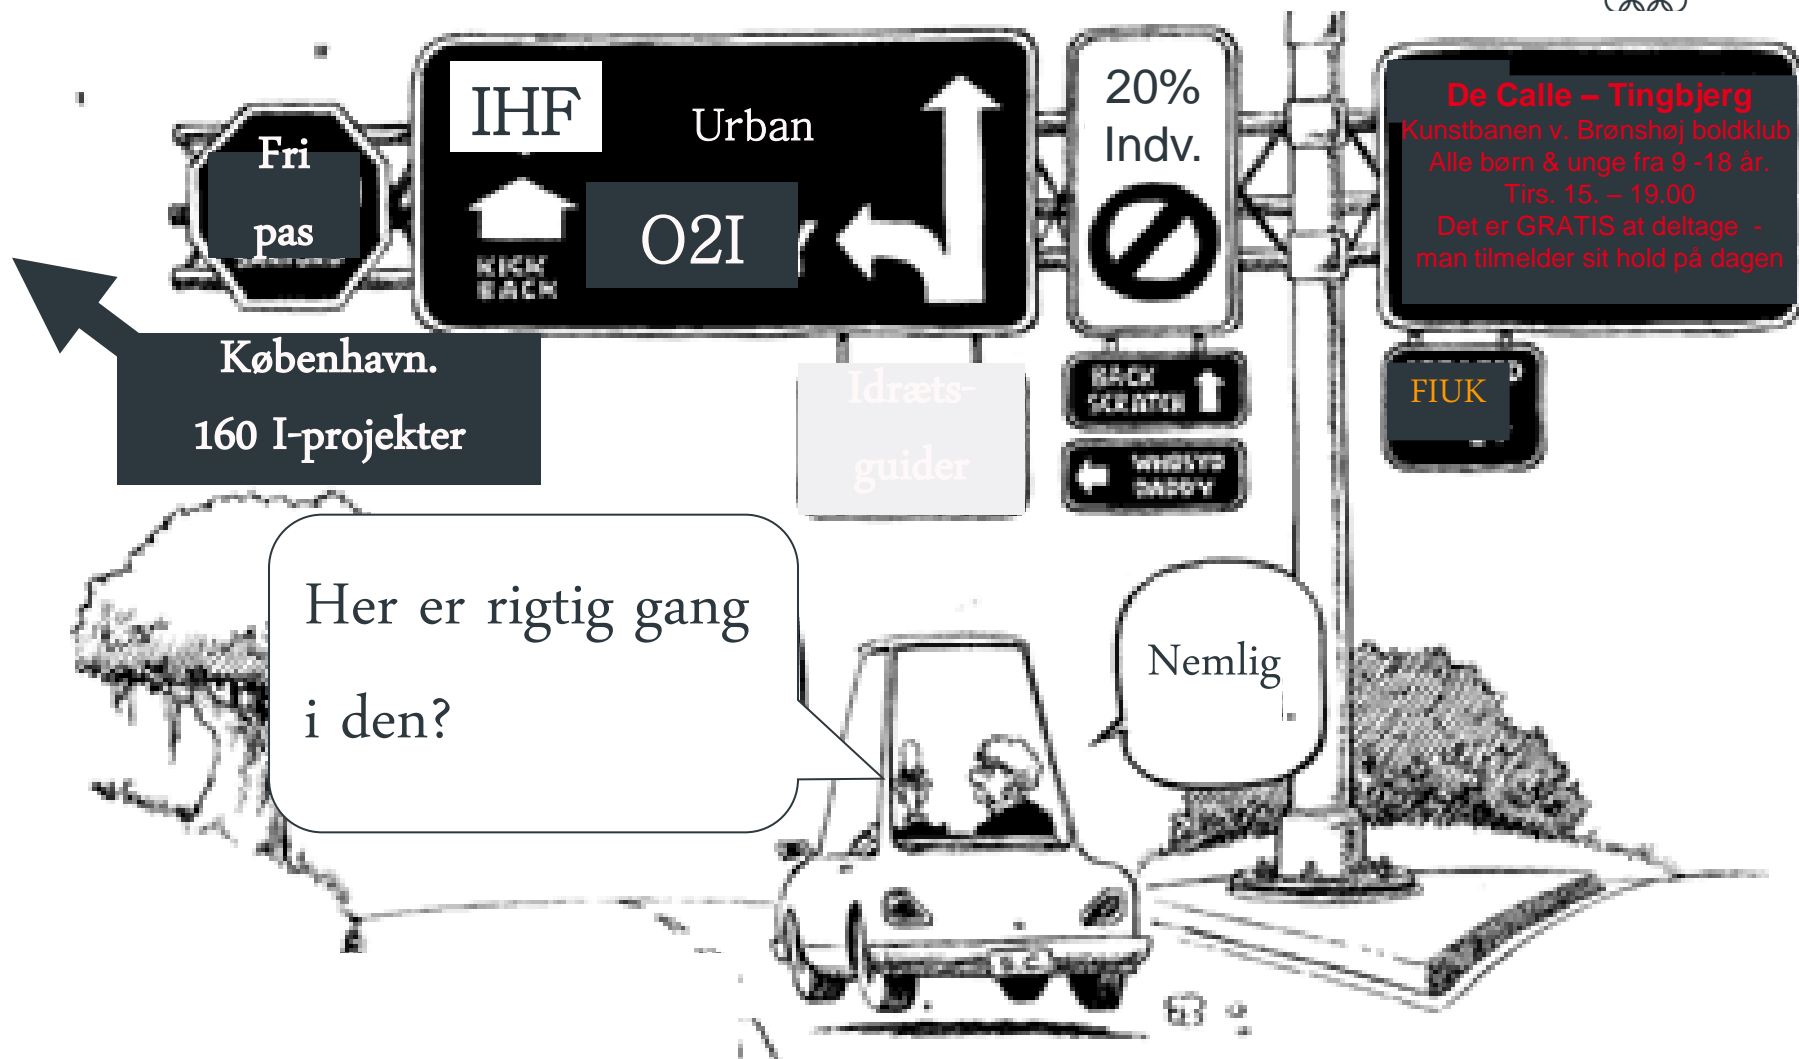 Fri
pas
IHF
Urban
O2I
KICK
BACK
20%
Indv.
De Calle – Tingbjerg
Kunstbanen v. Brønshøj boldklub
Alle børn & unge fra 9 -18 år.
Tirs. 15. – 19.00
Det er GRATIS at deltage  -
man tilmelder sit hold på dagen
København.
160 I-projekter
Idræts-
guider
BACK
SCRATCH
DADDY
FIUK
Her er rigtig gang
i den?
Nemlig
.